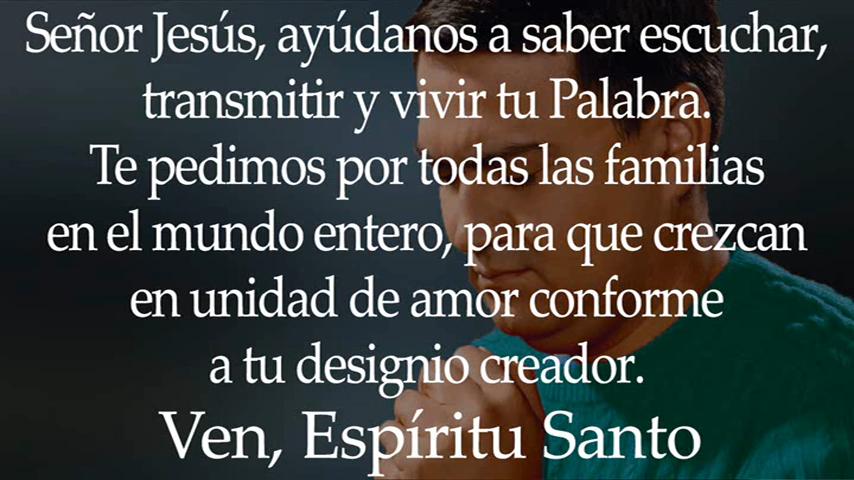 Señor Jesús, ayúdanos a saber escuchar,
transmitir y vivir tu Palabra.
Te pedimos por todas las familias
en el mundo entero, para que crezcan
en unidad de amor conforme
a tu designio creador.
Ven, Espíritu Santo